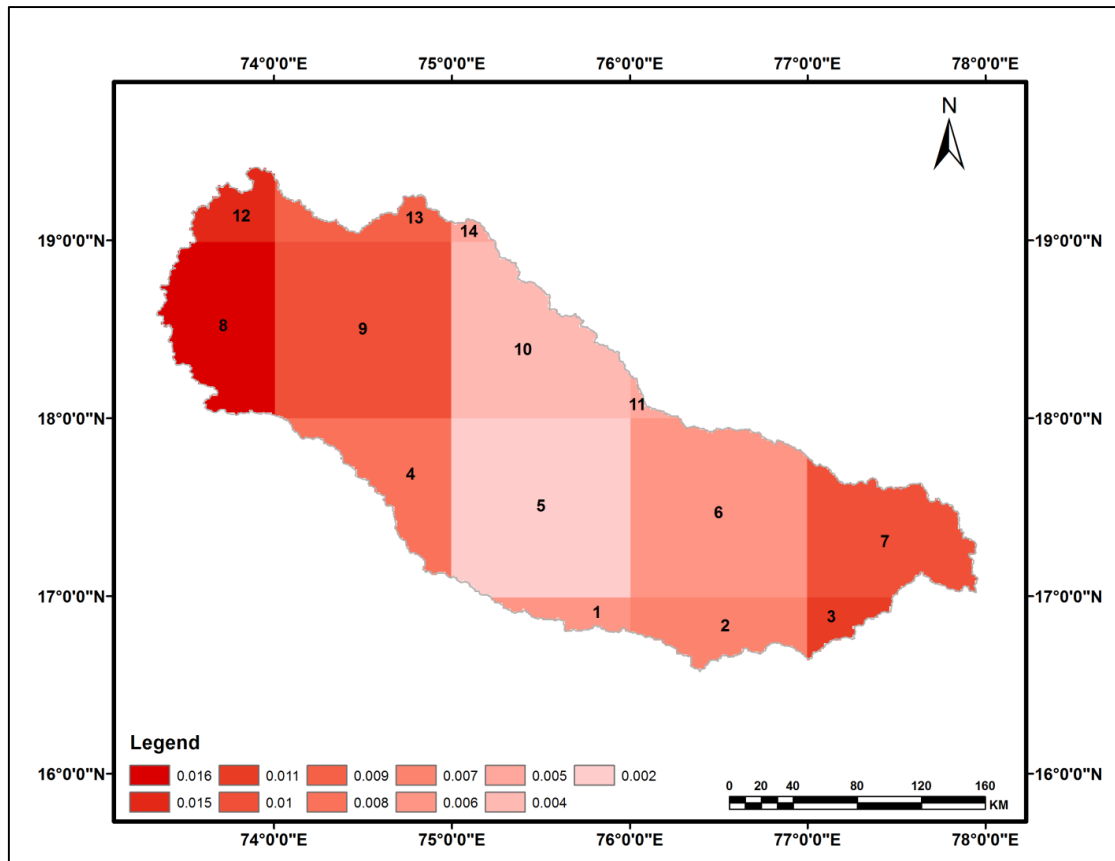 74°0'0"E 75°0'0"E 76°0'0"E 77°0'0"E 78°0'0"E
N
12 13
19°0'0"N 14 19°0'0"N
8 9
10
18°0'0"N 11 18°0'0"N
4
5 6
7
17°0'0"N 17°0'0"N
1 2 3
Legend
16°0'0"N 16°0'0"N
0.016 0.011 0.009 0.007 0.005 0.002
0.015 0.01 0.008 0.006 0.004
0 20 40 80 120 160
KM
74°0'0"E 75°0'0"E 76°0'0"E 77°0'0"E 78°0'0"E